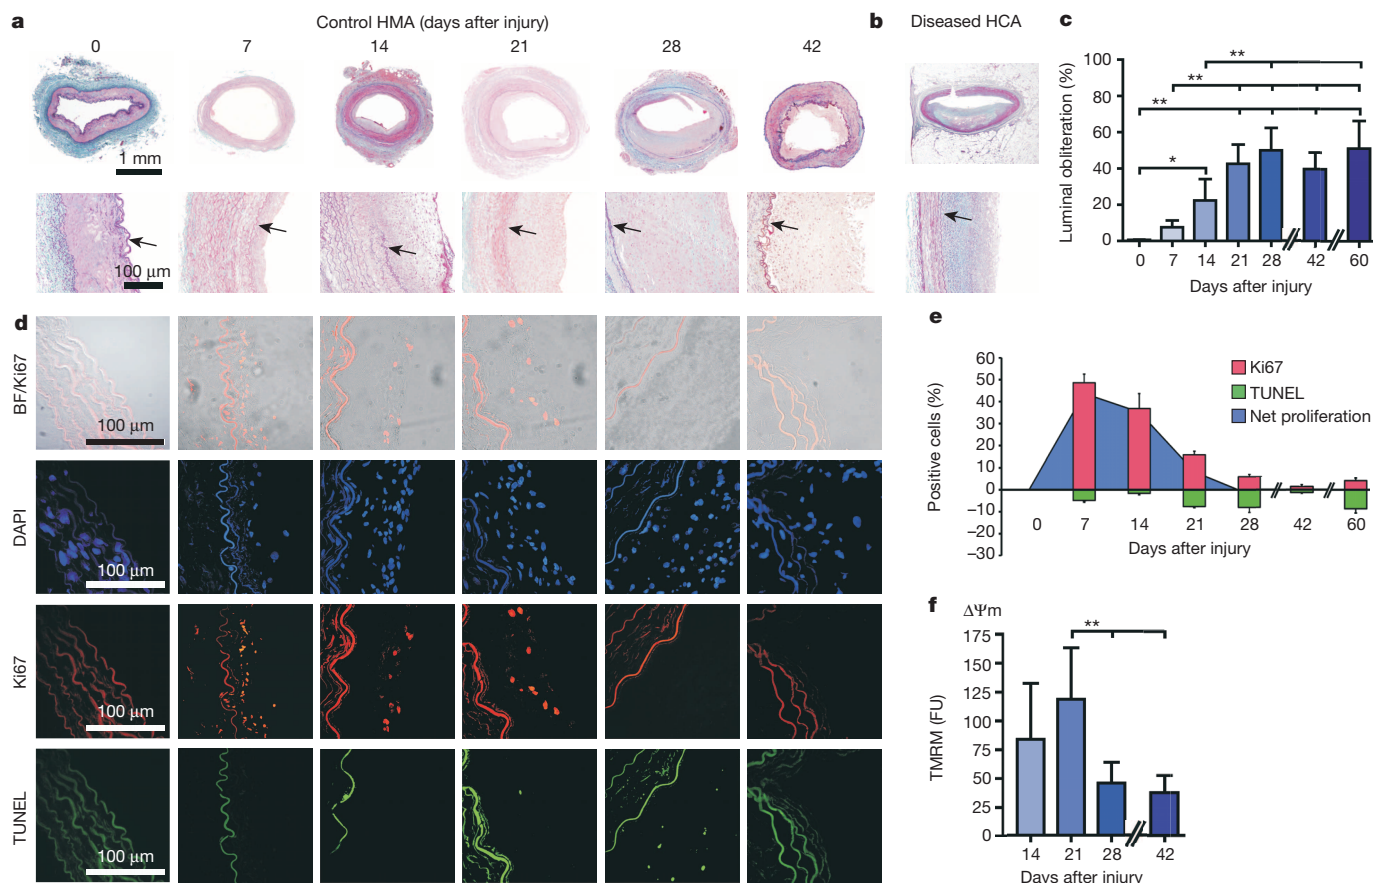 a
Control HMA (days after injury)
0 7 14 21 28 42
1 mm
100 μm
b
Diseased HCA
c
Luminal obliteration (%)
100
80
60
40
20
0
**
**
**
*
0 7 14 21 28 42 60
Days after injury
d
BF/Ki67
100 μm
DAPI
100 μm
Ki67
100 μm
TUNEL
100 μm
e
Positive cells (%)
60
50
40
30
20
10
0
−10
−20
−30
Ki67
TUNEL
Net proliferation
0 7 14 21 28 42 60
Days after injury
f
ΔΨm
TMRM (FU)
175
150
125
100
75
50
25
0
**
14 21 28 42
Days after injury